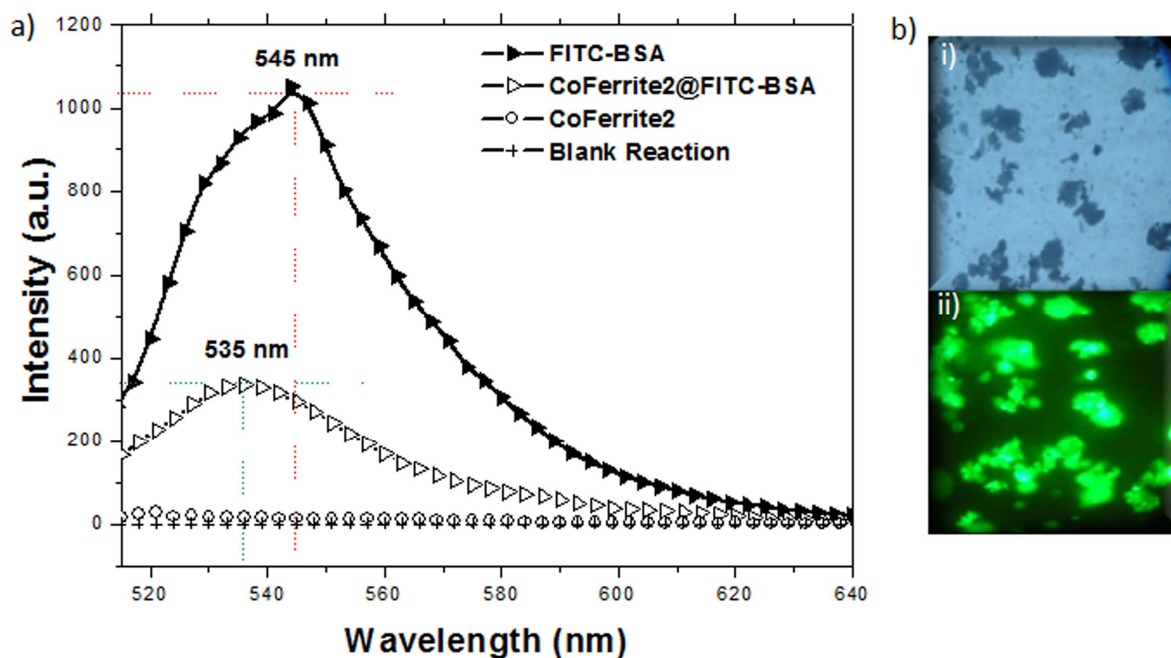 a)
1200
1000
800
600
400
200
0
Intensity (a.u.)
545 nm
535 nm
FITC-BSA
CoFerrite2@FITC-BSA
CoFerrite2
Blank Reaction
520 540 560 580 600 620 640
Wavelength (nm)
b)
i)
ii)